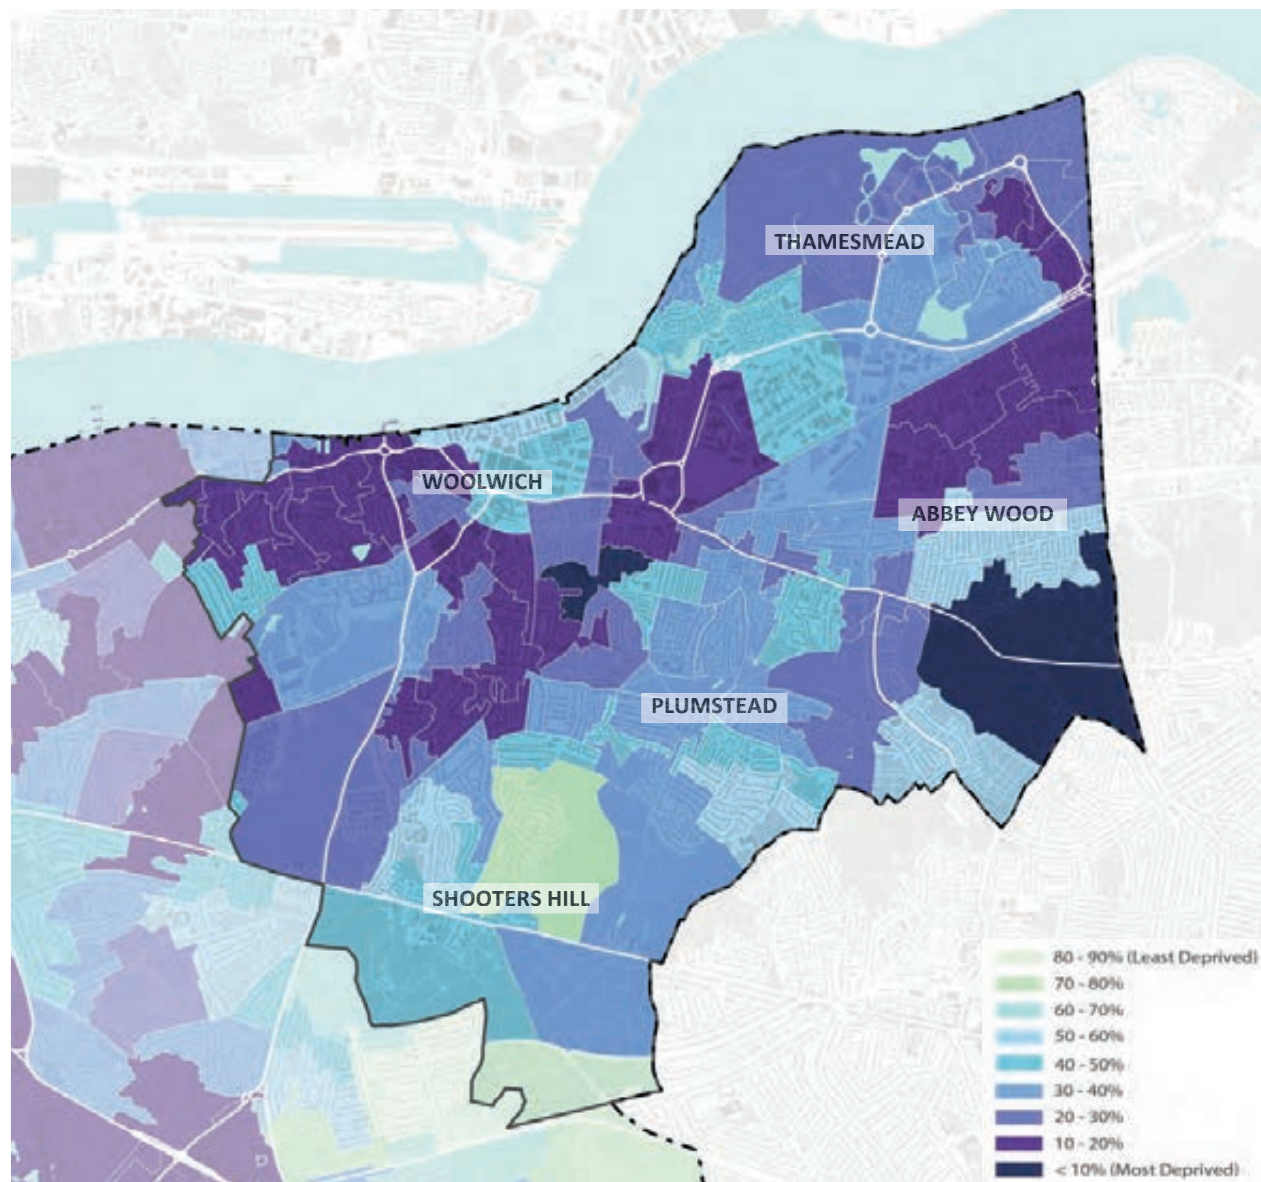 THAMESMEAD
WOOLWICH
ABBEY WOOD
PLUMSTEAD
SHOOTERS HILL
80 - 90% (Least Deprived)
70 - 80%
60 - 70%
50 - 60%
40 - 50%
30 - 40%
20 - 30%
10 - 20%
< 10% (Most Deprived)